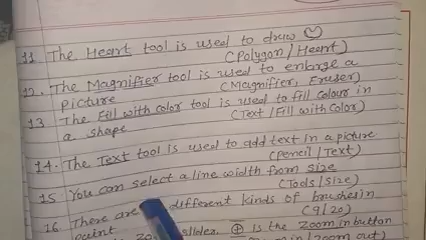 11. The Heart tool is used to draw ♡
(Polygon/Heart)
12. The Magnifier tool is used to enlarge a
picture (Magnifier, Eraser)
13 The Fill with color tool is used to fill colour in
a shape (Text/Fill with Color)
14. The Text tool is used to add text in a picture
(Pencil/Text)
15 You can select a line width from size
(Tools/Size)
16 There are different kinds of brushes in
paint (9/20)
slider. ⊕ is the zoom in button
in/zoom out)